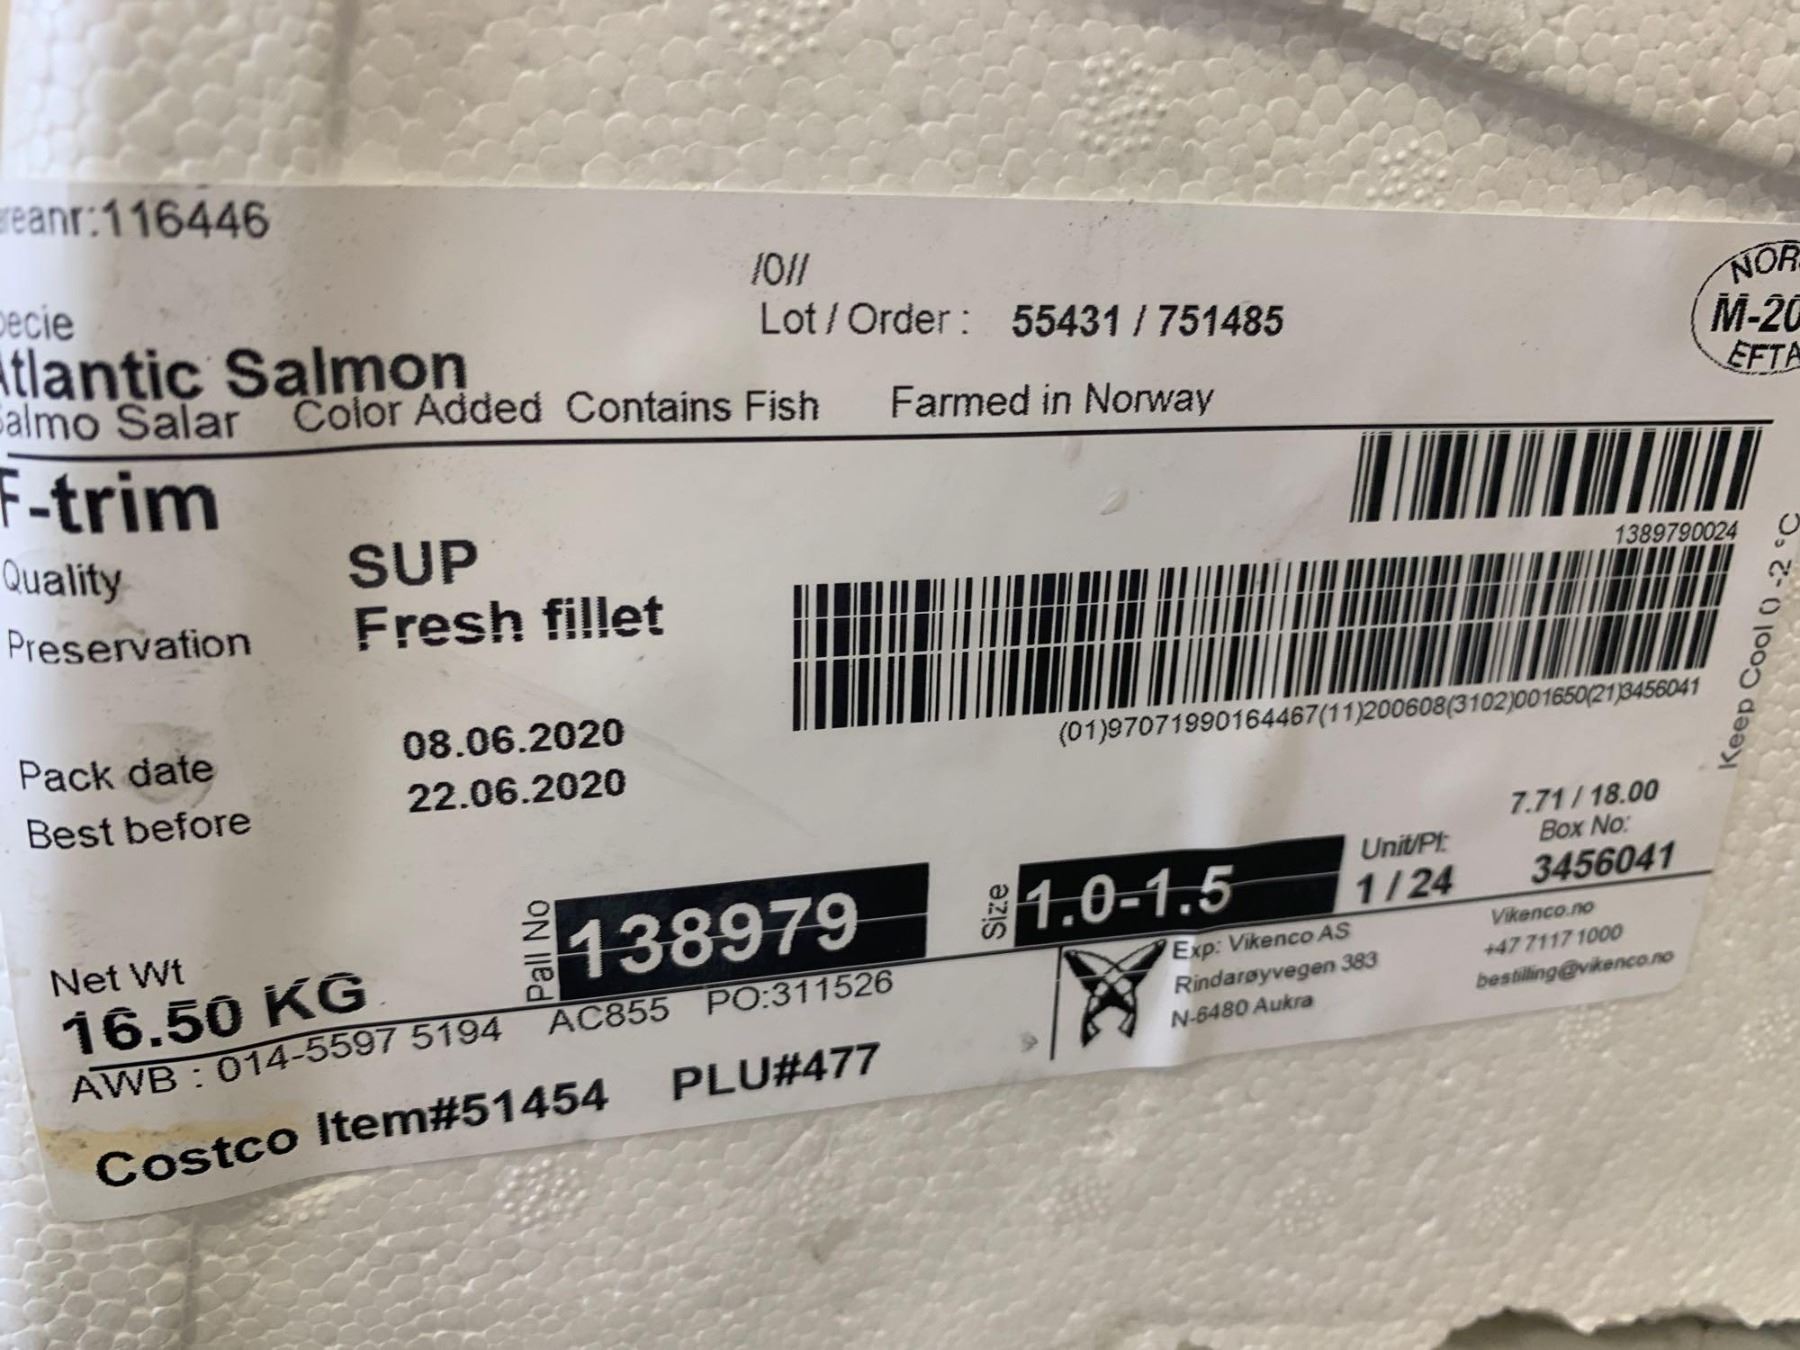 reanr:116446
/0//
Lot / Order : 55431 / 751485
NOR
M-20
EFTA
ecie
Atlantic Salmon
Salmo Salar Color Added Contains Fish Farmed in Norway
F-trim
1389790024
Quality SUP
Preservation Fresh fillet
(01)97071990164467(11)200608(3102)001650(21)3456041
Keep Cool 0 -2 °C
Pack date 08.06.2020
Best before 22.06.2020
7.71 / 18.00
Box No:
3456041
Unit/Pl:
1 / 24
Size 1.0-1.5
Pall No 138979
Net Wt
16.50 KG
Exp: Vikenco AS
Rindarøyvegen 383
N-6480 Aukra
Vikenco.no
+47 7117 1000
bestilling@vikenco.no
AWB : 014-5597 5194 AC855 PO:311526
Costco Item#51454 PLU#477